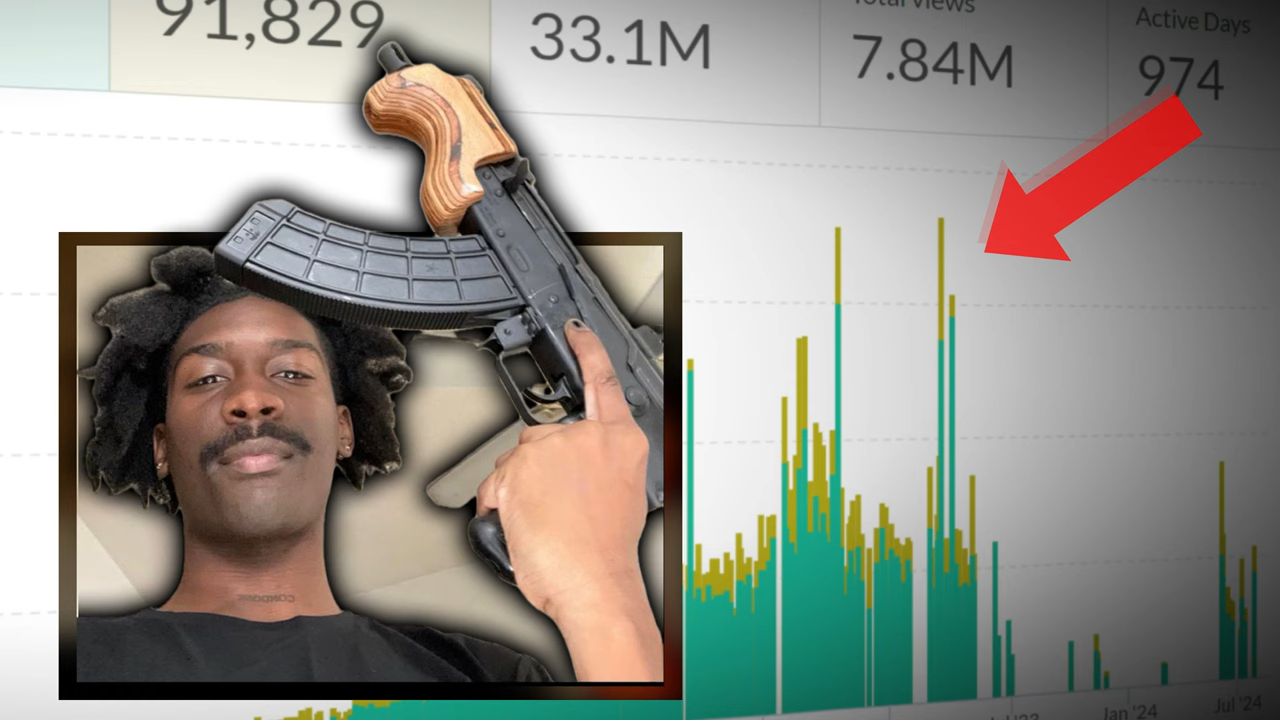 91,829
33.1M
Total Views
7.84M
Active Days
974
Jan '24
Jul '24